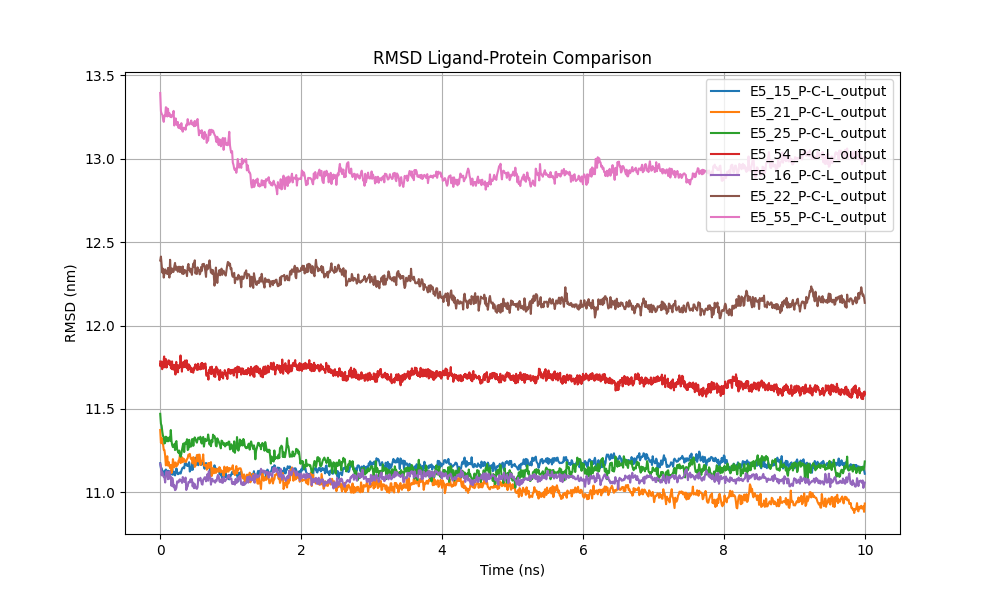 RMSD Ligand-Protein Comparison
13.5
13.0
12.5
12.0
11.5
11.0
RMSD (nm)
E5_15_P-C-L_output
E5_21_P-C-L_output
E5_25_P-C-L_output
E5_54_P-C-L_output
E5_16_P-C-L_output
E5_22_P-C-L_output
E5_55_P-C-L_output
0 2 4 6 8 10
Time (ns)